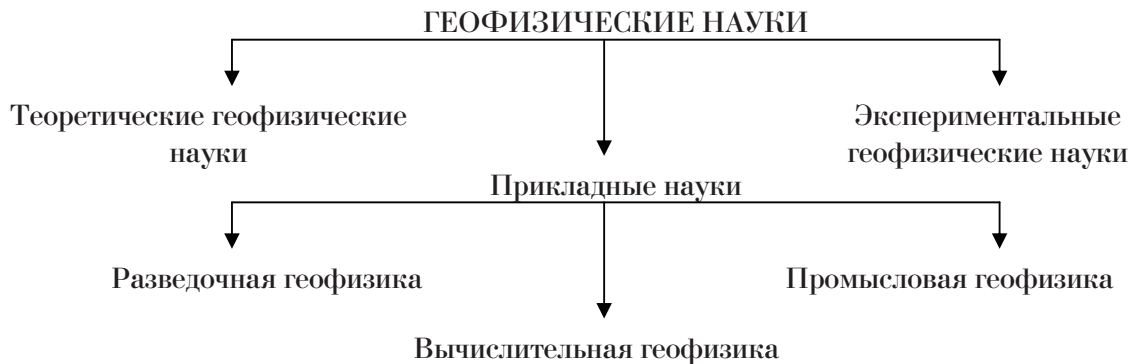 ГЕОФИЗИЧЕСКИЕ НАУКИ
Теоретические геофизические
науки
Экспериментальные
геофизические науки
Прикладные науки
Разведочная геофизика
Промысловая геофизика
Вычислительная геофизика